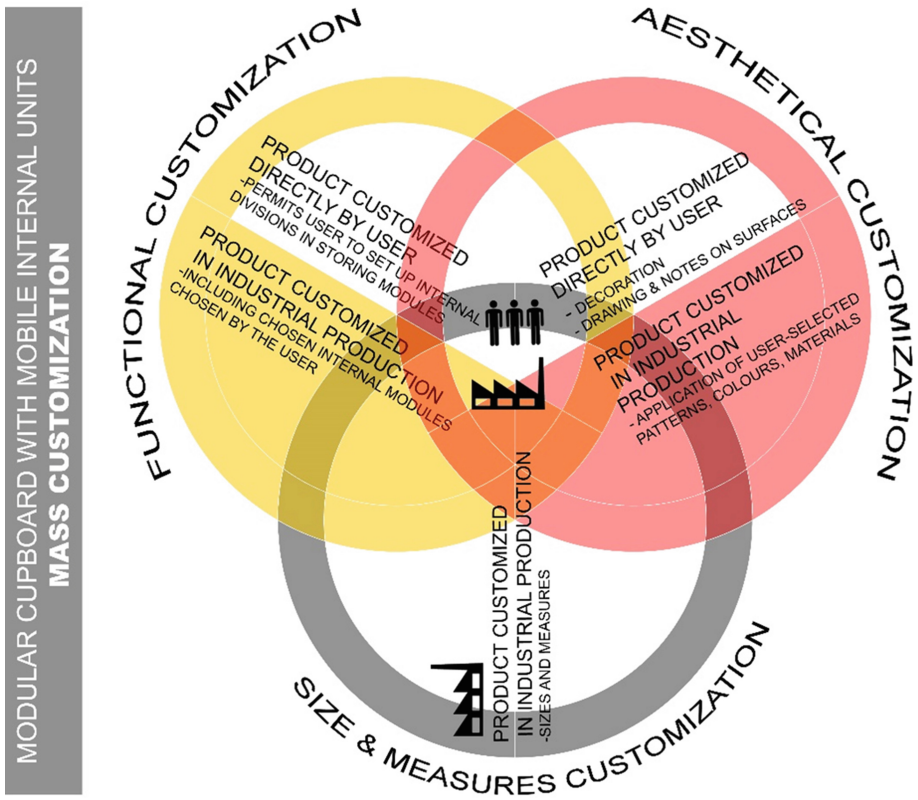 MODULAR CUPBOARD WITH MOBILE INTERNAL UNITS
MASS CUSTOMIZATION
FUNCTIONAL CUSTOMIZATION
AESTHETICAL CUSTOMIZATION
PRODUCT CUSTOMIZED
DIRECTLY BY USER
-PERMITS USER TO SET UP INTERNAL
DIVISIONS IN STORING MODULES
PRODUCT CUSTOMIZED
IN INDUSTRIAL PRODUCTION
-INCLUDING CHOSEN INTERNAL MODULES
CHOSEN BY THE USER
PRODUCT CUSTOMIZED
DIRECTLY BY USER
- DECORATION
- DRAWING & NOTES ON SURFACES
PRODUCT CUSTOMIZED
IN INDUSTRIAL
PRODUCTION
- APPLICATION OF USER-SELECTED
PATTERNS, COLOURS, MATERIALS
PRODUCT CUSTOMIZED
IN INDUSTRIAL PRODUCTION
-SIZES AND MEASURES
SIZE & MEASURES CUSTOMIZATION